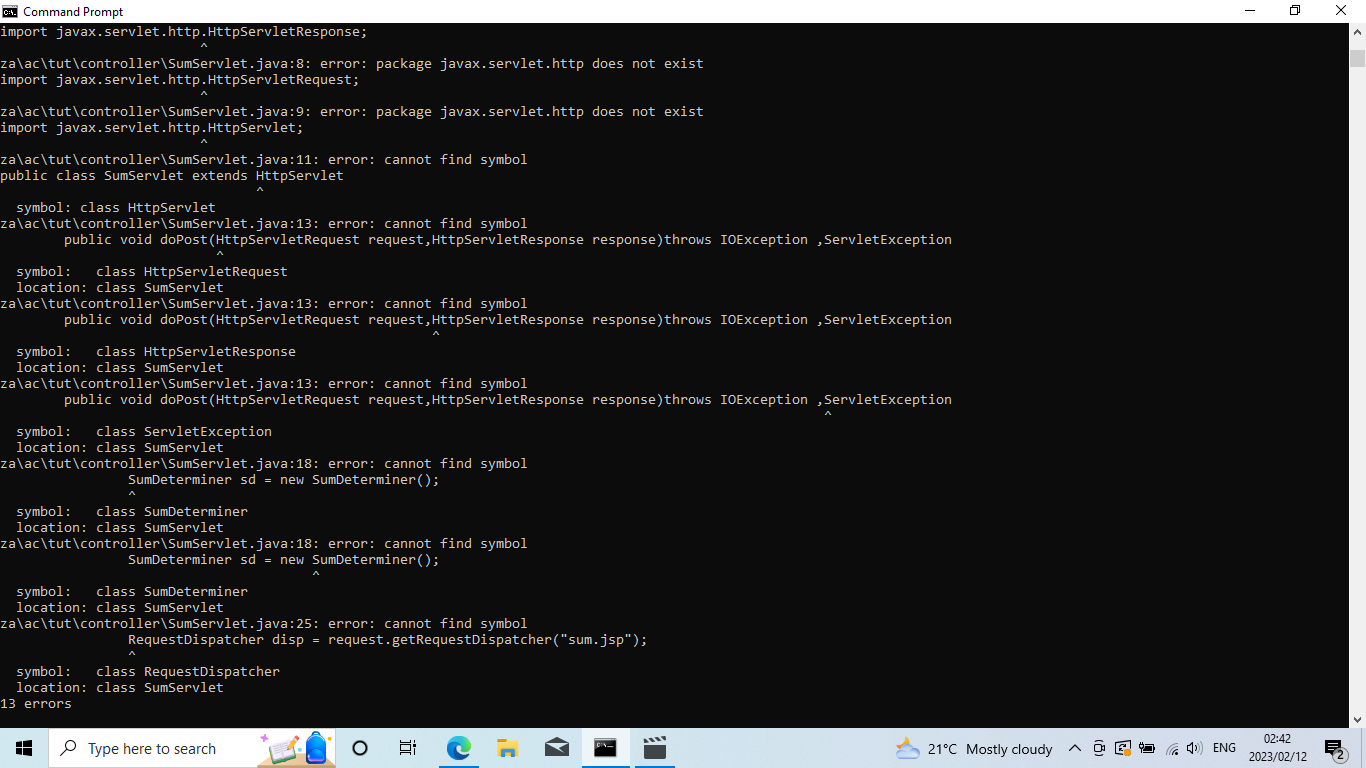 Command Prompt
import javax.servlet.http.HttpServletResponse;
^
za\ac\tut\controller\SumServlet.java:8: error: package javax.servlet.http does not exist
import javax.servlet.http.HttpServletRequest;
^
za\ac\tut\controller\SumServlet.java:9: error: package javax.servlet.http does not exist
import javax.servlet.http.HttpServlet;
^
za\ac\tut\controller\SumServlet.java:11: error: cannot find symbol
public class SumServlet extends HttpServlet
^
symbol: class HttpServlet
za\ac\tut\controller\SumServlet.java:13: error: cannot find symbol
public void doPost(HttpServletRequest request,HttpServletResponse response)throws IOException ,ServletException
^
symbol:   class HttpServletRequest
location: class SumServlet
za\ac\tut\controller\SumServlet.java:13: error: cannot find symbol
public void doPost(HttpServletRequest request,HttpServletResponse response)throws IOException ,ServletException
^
symbol:   class HttpServletResponse
location: class SumServlet
za\ac\tut\controller\SumServlet.java:13: error: cannot find symbol
public void doPost(HttpServletRequest request,HttpServletResponse response)throws IOException ,ServletException
^
symbol:   class ServletException
location: class SumServlet
za\ac\tut\controller\SumServlet.java:18: error: cannot find symbol
SumDeterminer sd = new SumDeterminer();
^
symbol:   class SumDeterminer
location: class SumServlet
za\ac\tut\controller\SumServlet.java:18: error: cannot find symbol
SumDeterminer sd = new SumDeterminer();
^
symbol:   class SumDeterminer
location: class SumServlet
za\ac\tut\controller\SumServlet.java:25: error: cannot find symbol
RequestDispatcher disp = request.getRequestDispatcher("sum.jsp");
^
symbol:   class RequestDispatcher
location: class SumServlet
13 errors
Type here to search
21°C Mostly cloudy
ENG
02:42
2023/02/12
2